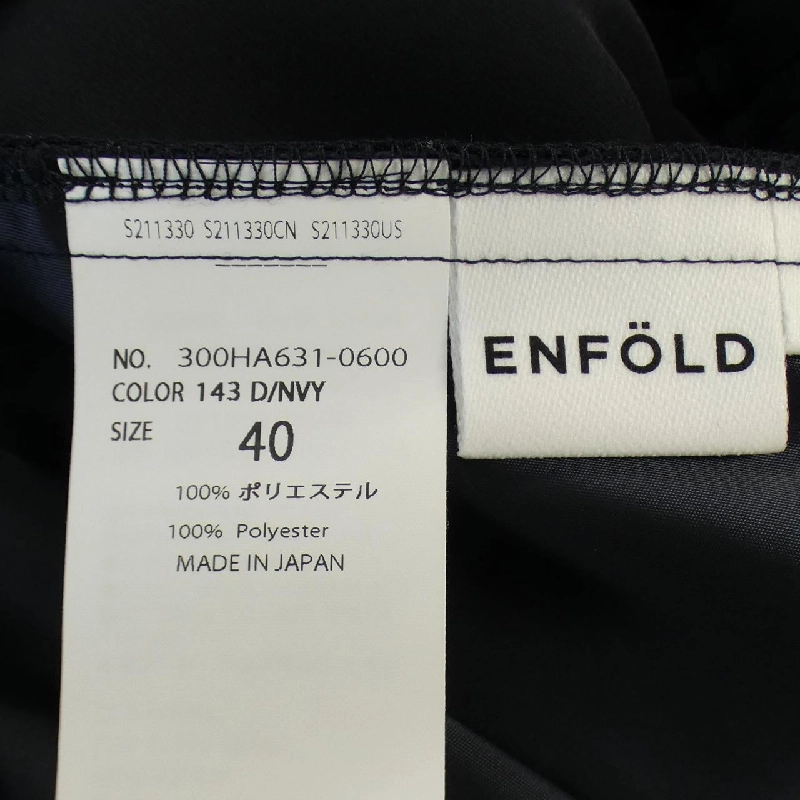 S211330 S211330CN S211330US
NO. 300HA631-0600
COLOR 143 D/NVY
SIZE 40
100% ポリエステル
100% Polyester
MADE IN JAPAN
ENFÖLD